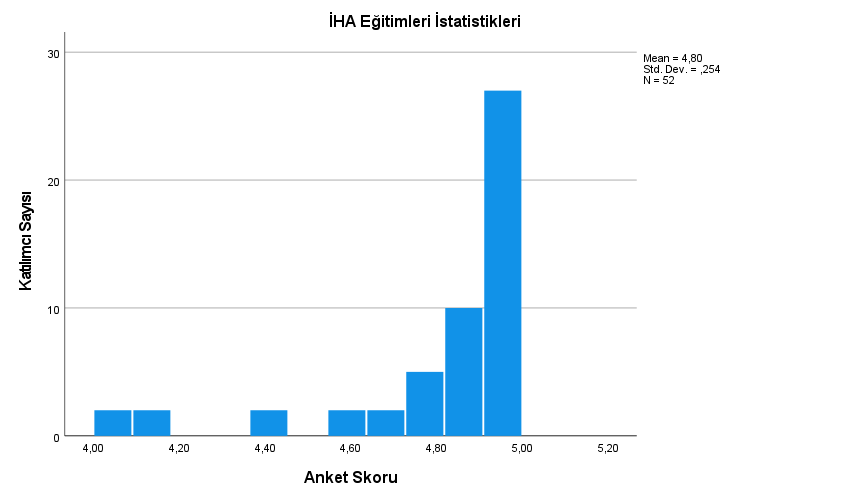 İHA Eğitimleri İstatistikleri
Mean = 4,80
Std. Dev. = ,254
N = 52
30
20
10
0
Katılımcı Sayısı
4,00 4,20 4,40 4,60 4,80 5,00 5,20
Anket Skoru